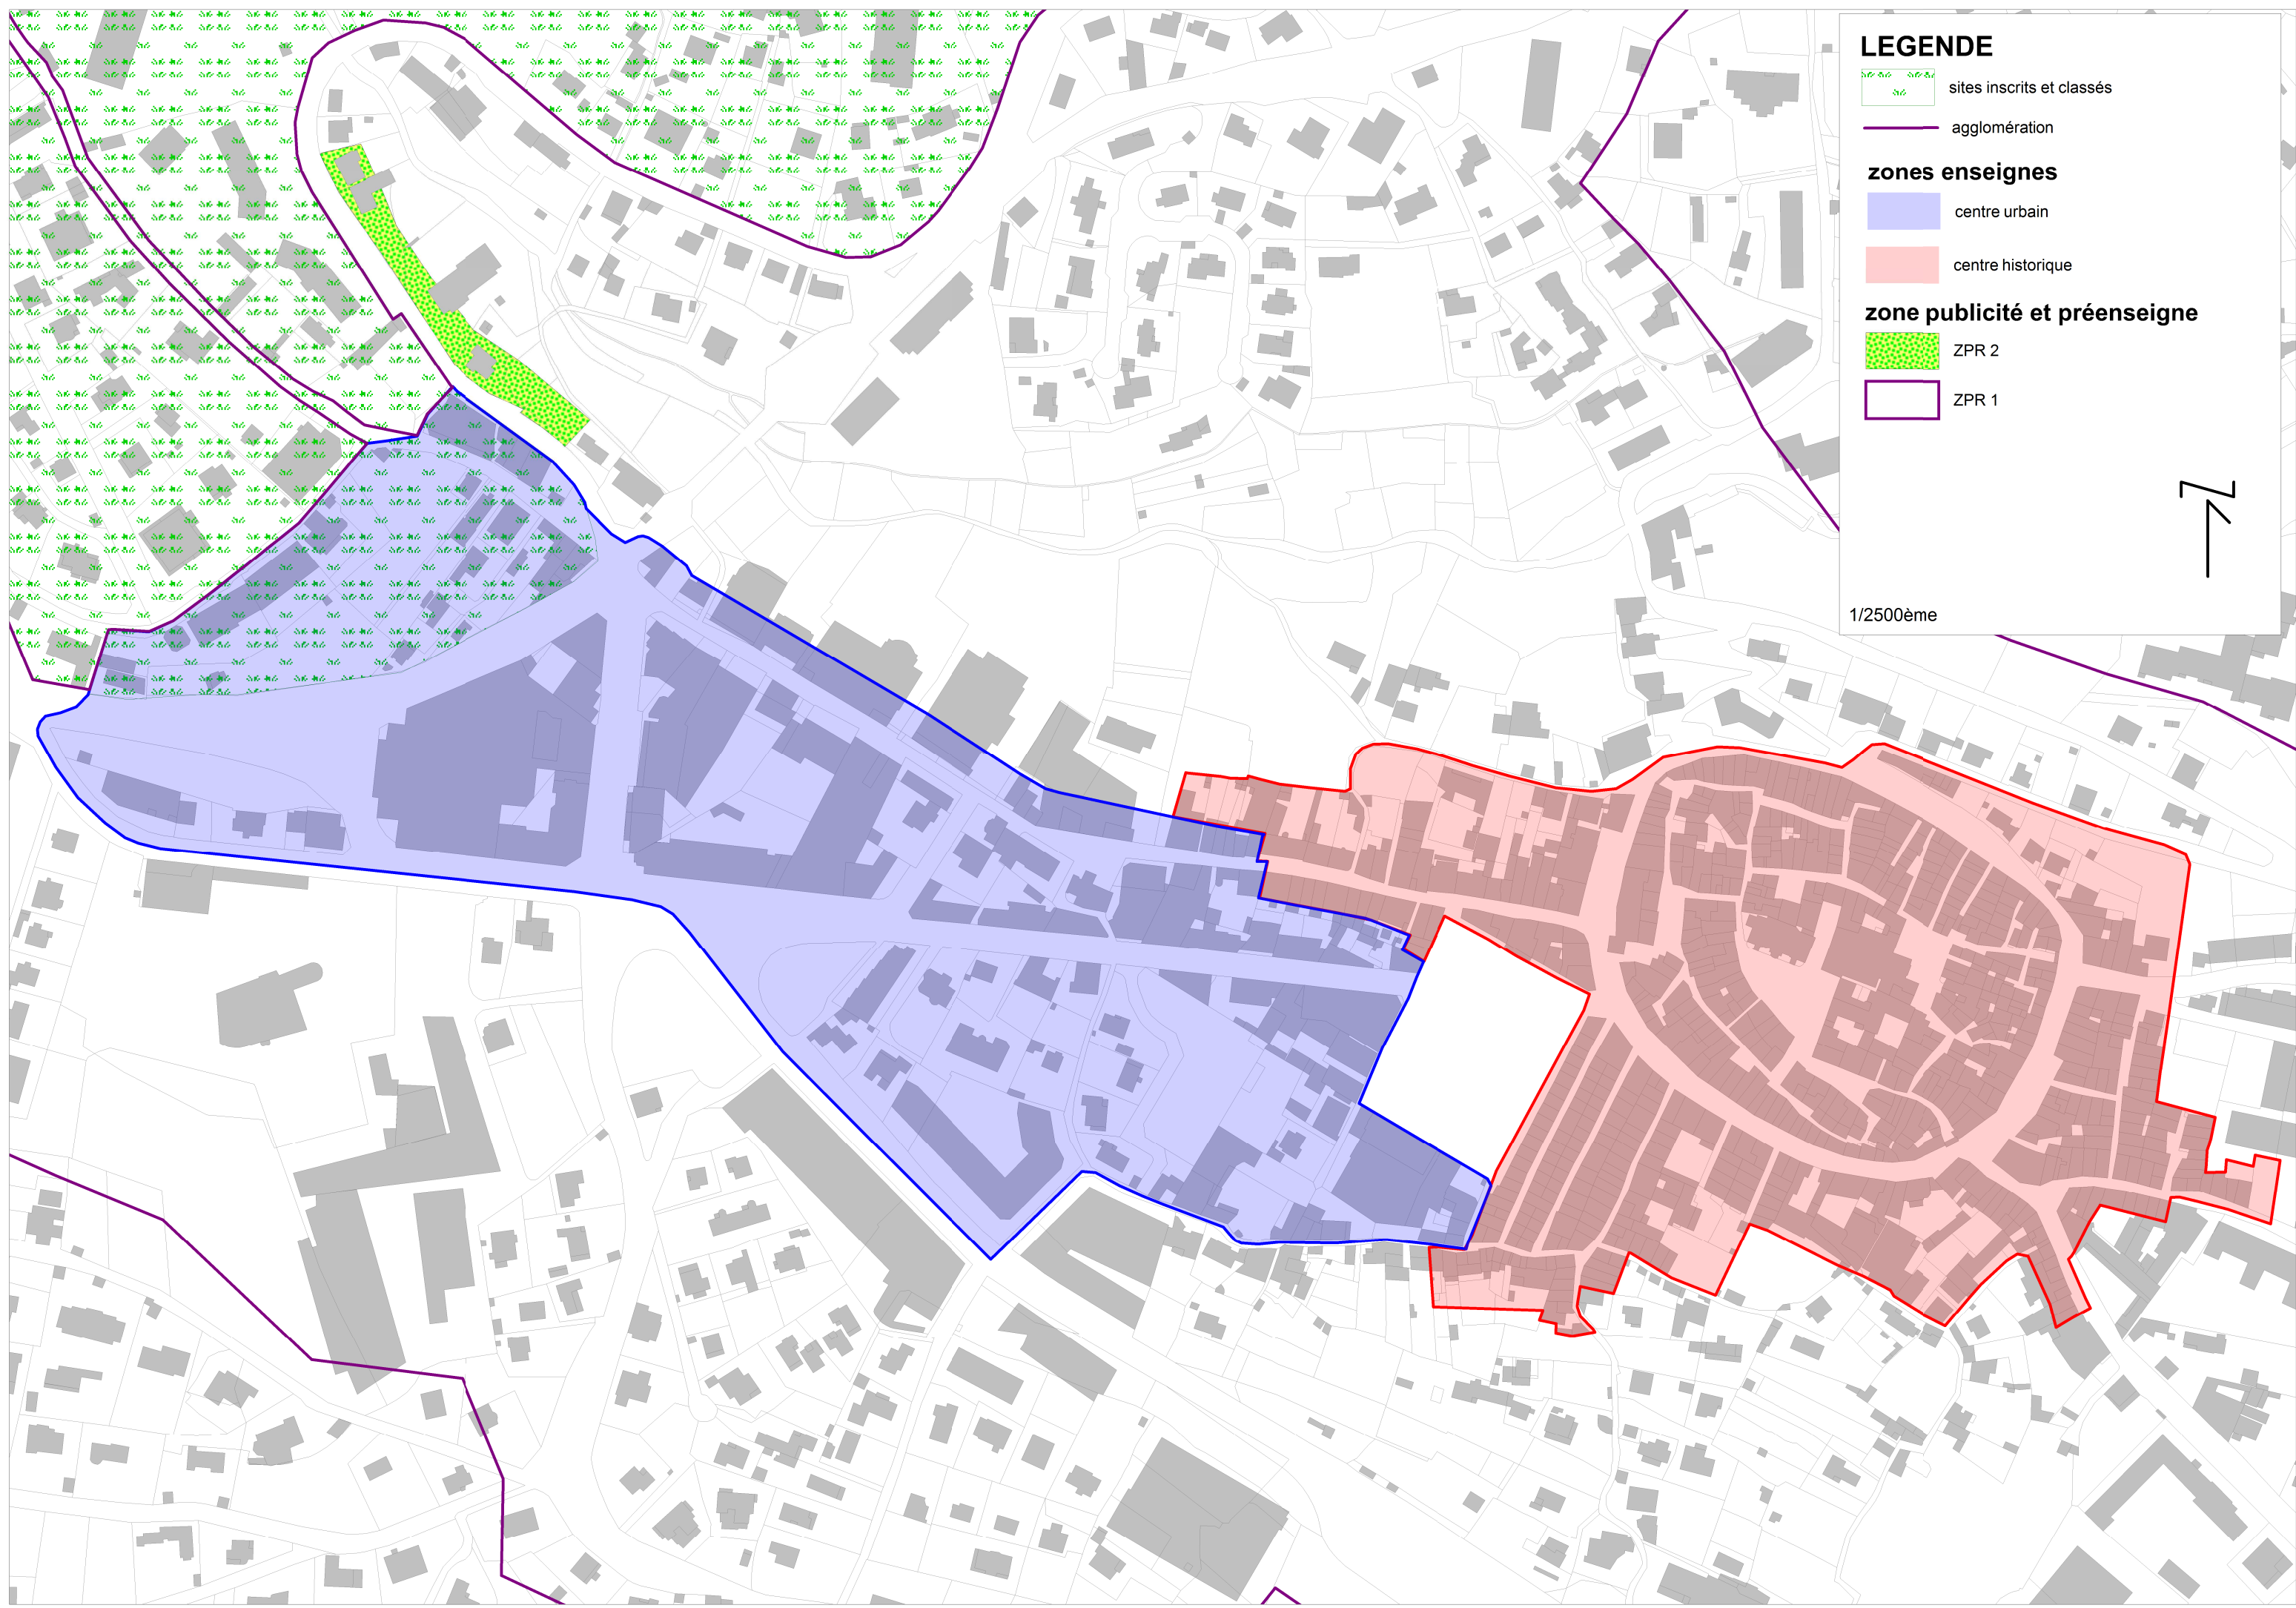 LEGENDE
sites inscrits et classés
agglomération
zones enseignes
centre urbain
centre historique
zone publicité et préenseigne
ZPR 2
ZPR 1
1/2500ème